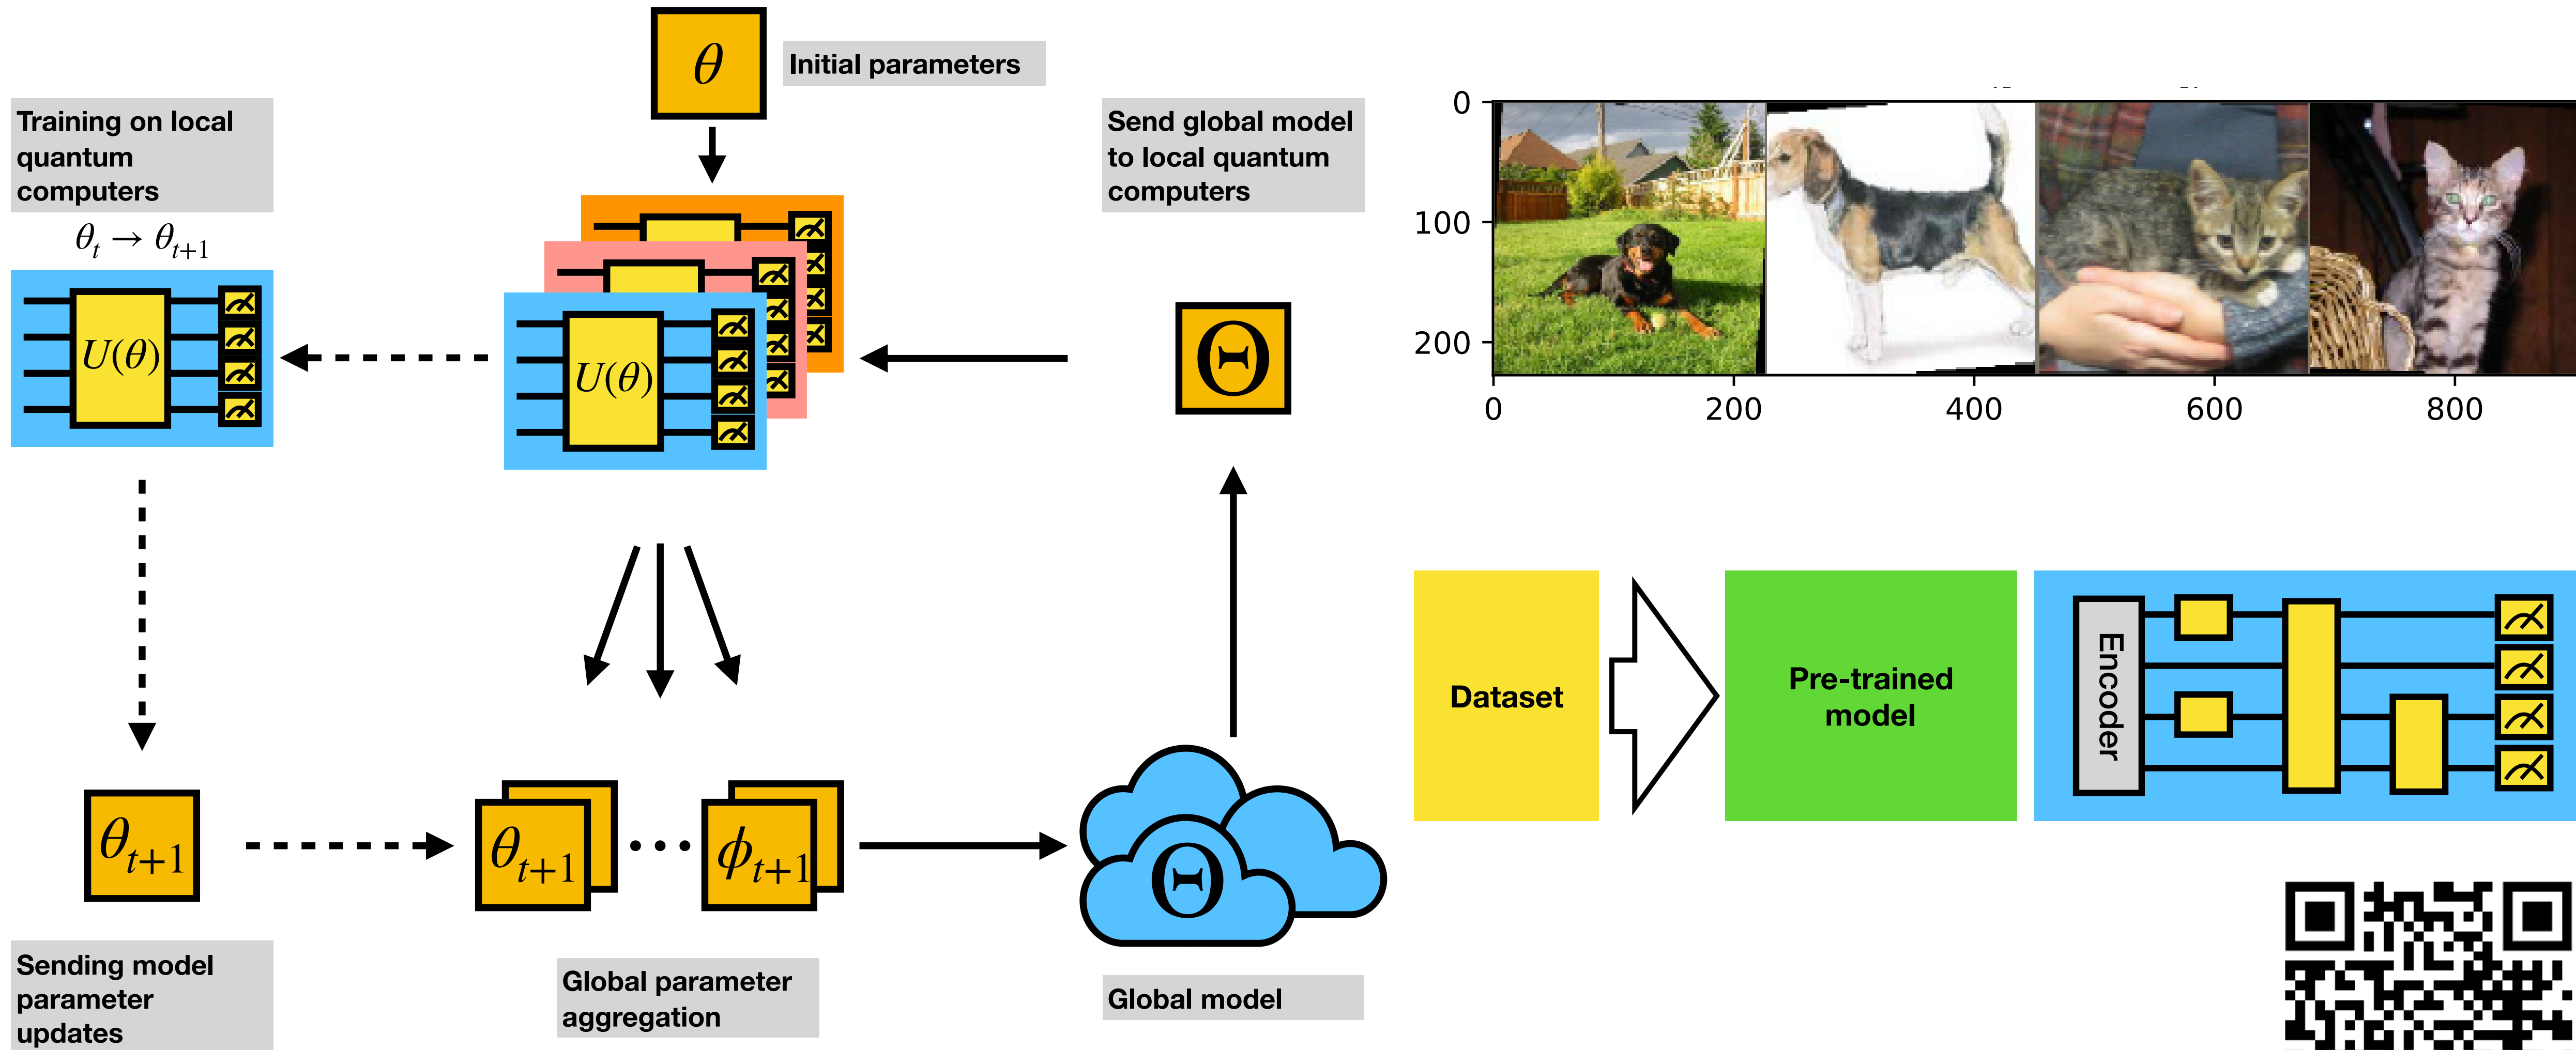 θ
Initial parameters
Training on local
quantum
computers
θt → θt+1
U(θ)
U(θ)
Send global model
to local quantum
computers
Θ
θt+1
θt+1
ϕt+1
Θ
Sending model
parameter
updates
Global parameter
aggregation
Global model
0
100
200
0
200
400
600
800
Dataset
Pre-trained
model
Encoder